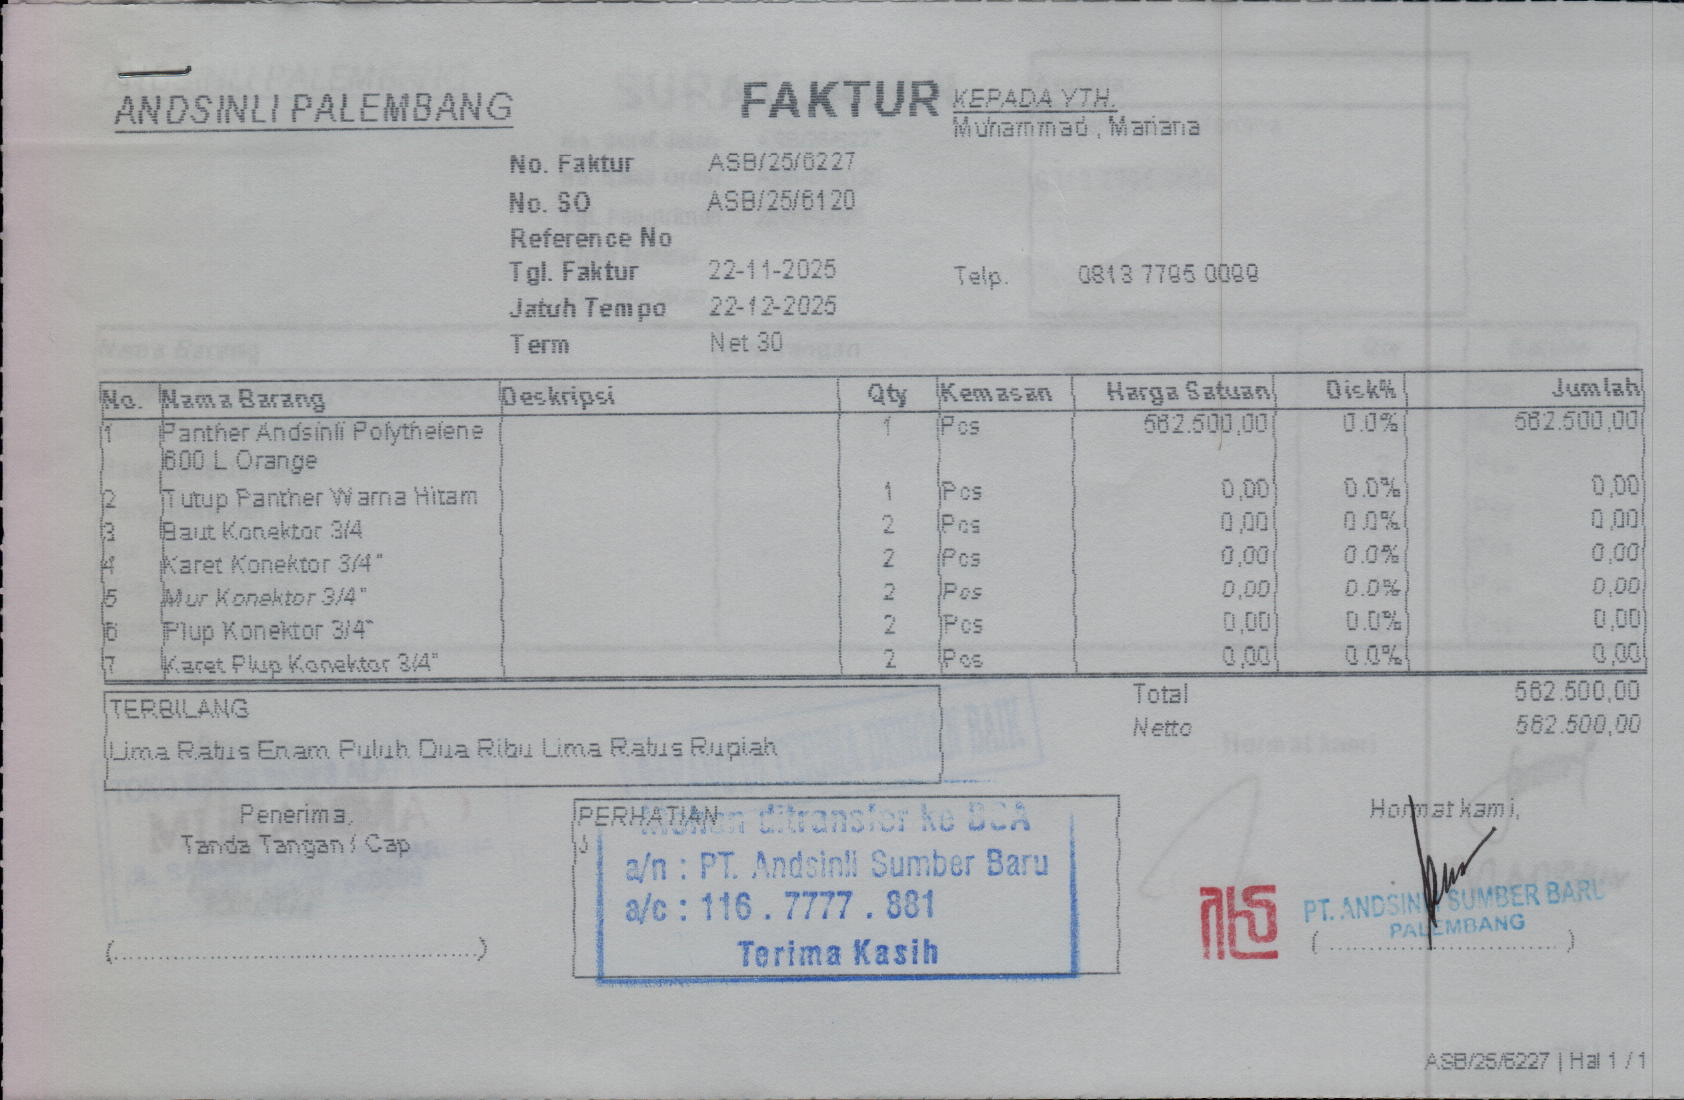 ANDSINLI PALEMBANG
FAKTUR
KEPADA YTH.
Muhammad , Mariana
No. Faktur ASB/25/6227
No. SO ASB/25/6120
Reference No
Tgl. Faktur 22-11-2025
Telp. 0813 7795 0099
Jatuh Tempo 22-12-2025
Term Net 30
No. Nama Barang Deskripsi Qty Kemasan Harga Satuan Disk% Jumlah
1 Panther Andsinli Polythelene 1 Pcs 562.500,00 0.0% 562.500,00
600 L Orange
2 Tutup Panther Warna Hitam 1 Pcs 0,00 0.0% 0,00
3 Baut Konektor 3/4 2 Pcs 0,00 0.0% 0,00
4 Karet Konektor 3/4" 2 Pcs 0,00 0.0% 0,00
5 Mur Konektor 3/4" 2 Pcs 0,00 0.0% 0,00
6 Plup Konektor 3/4" 2 Pcs 0,00 0.0% 0,00
7 Karet Plup Konektor 3/4" 2 Pcs 0,00 0.0% 0,00
Total 562.500,00
Netto 562.500,00
TERBILANG
Lima Ratus Enam Puluh Dua Ribu Lima Ratus Rupiah
Penerima,
Tanda Tangan / Cap
(................................................)
PERHATIAN
Mohon ditransfer ke BCA
a/n : PT. Andsinli Sumber Baru
a/c : 116 . 7777 . 881
Terima Kasih
Hormat kami,
PT. ANDSINLI SUMBER BARU
PALEMBANG
(................................)
ASB/25/6227 | Hal 1 / 1